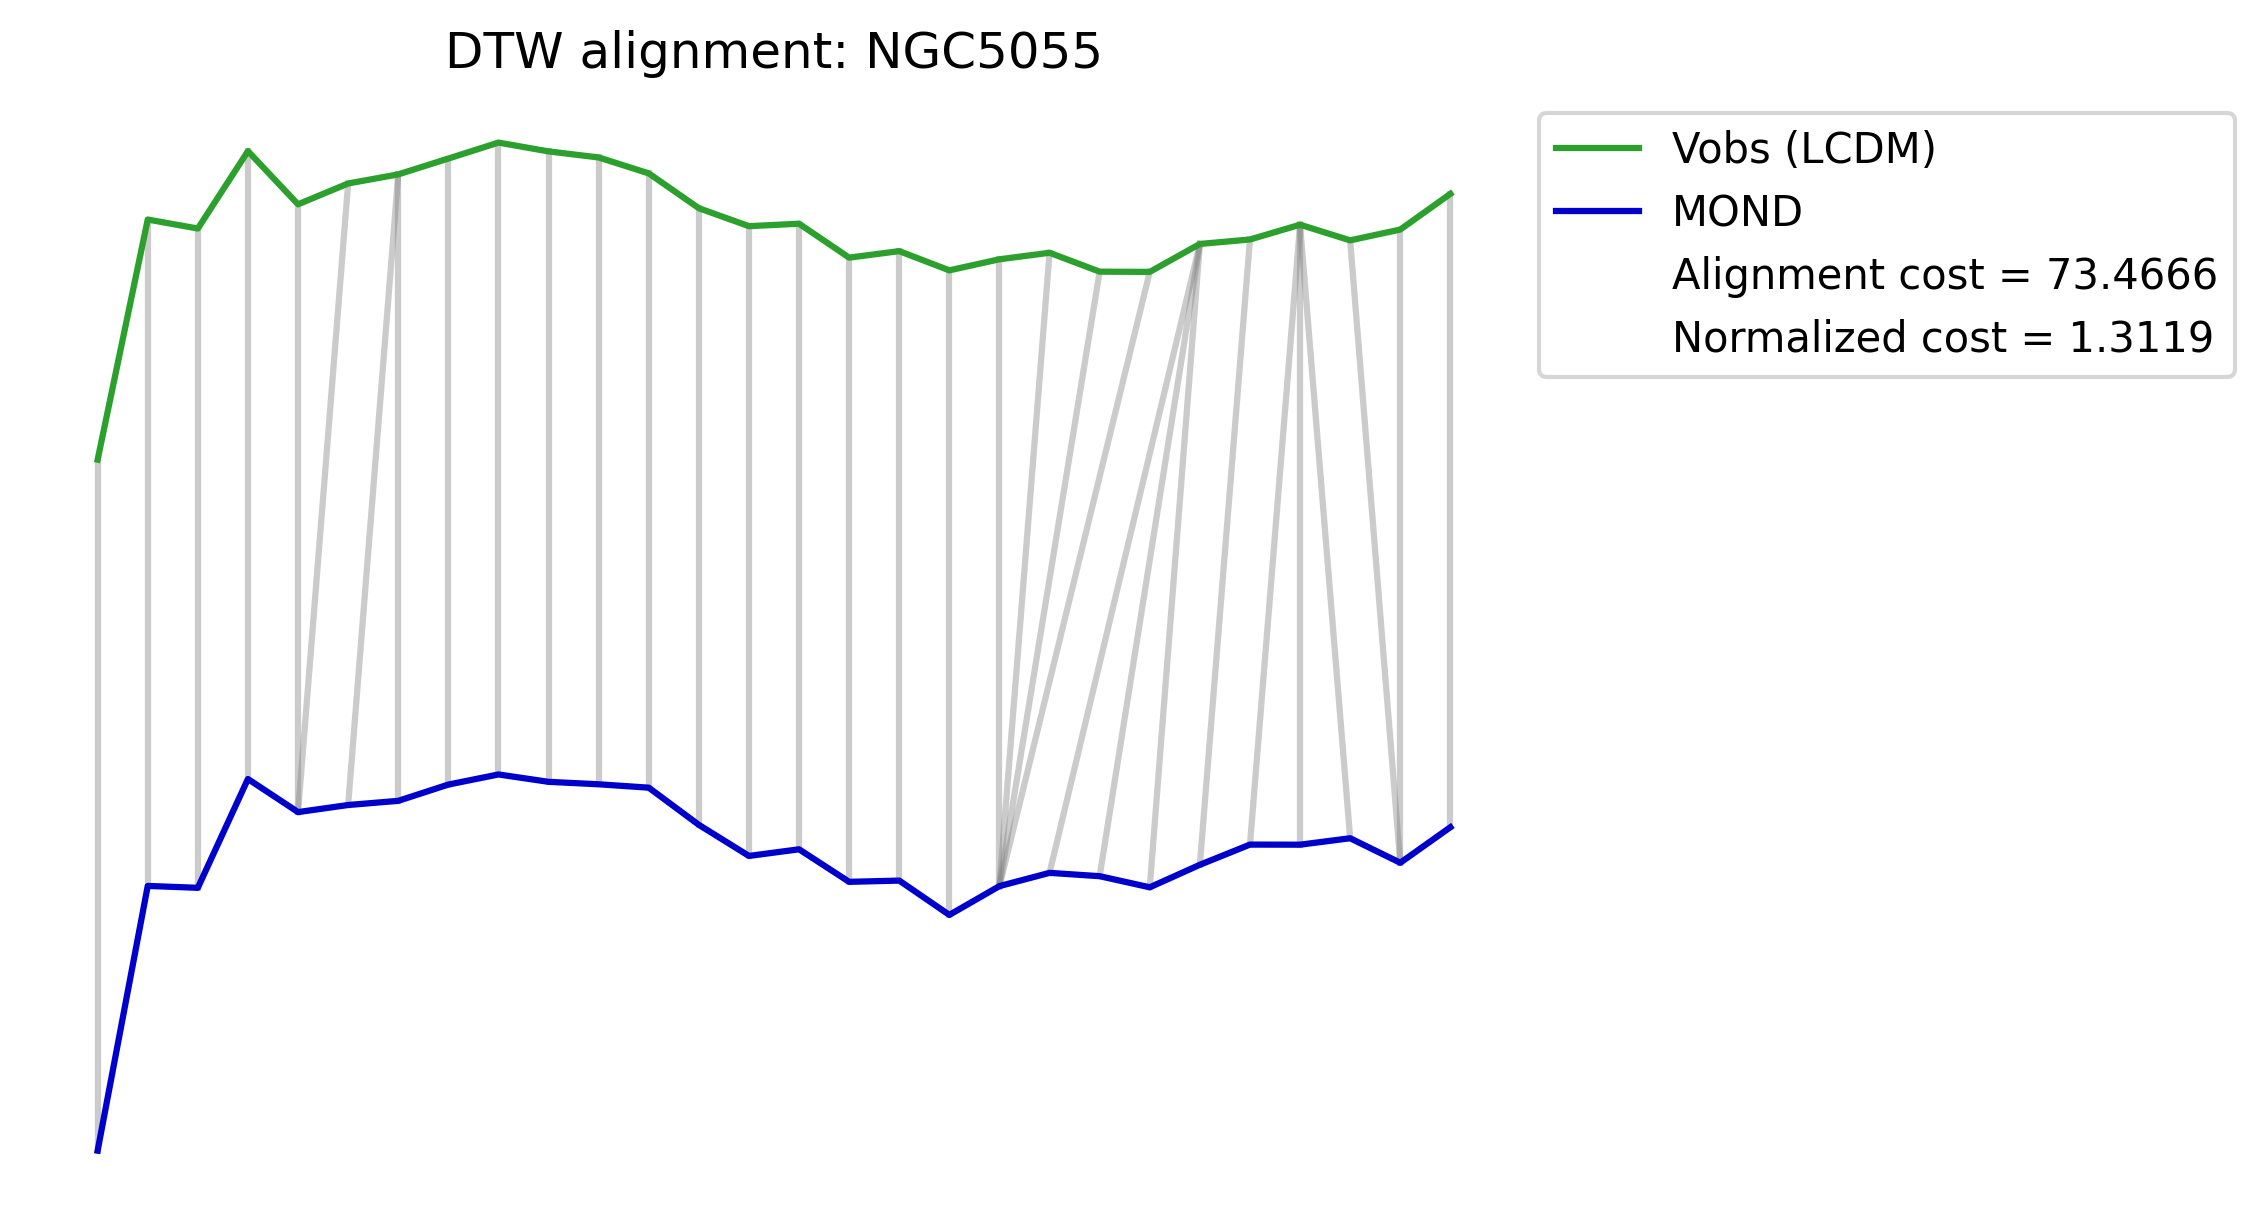 DTW alignment: NGC5055
Vobs (LCDM)
MOND
Alignment cost = 73.4666
Normalized cost = 1.3119